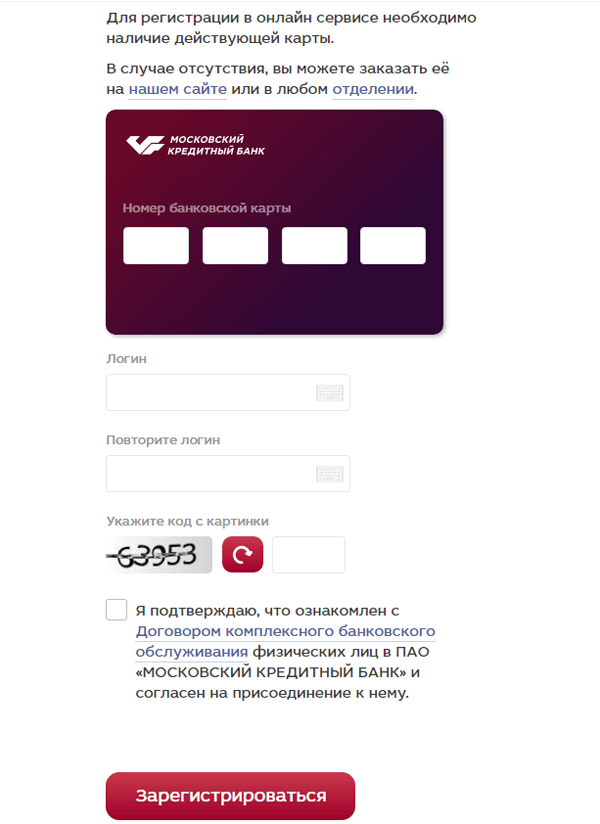 Для регистрации в онлайн сервисе необходимо
наличие действующей карты.
В случае отсутствия, вы можете заказать её
на нашем сайте или в любом отделении.
МОСКОВСКИЙ
КРЕДИТНЫЙ БАНК
Номер банковской карты
Логин
Повторите логин
Укажите код с картинки
63953
Я подтверждаю, что ознакомлен с
Договором комплексного банковского
обслуживания физических лиц в ПАО
«МОСКОВСКИЙ КРЕДИТНЫЙ БАНК» и
согласен на присоединение к нему.
Зарегистрироваться